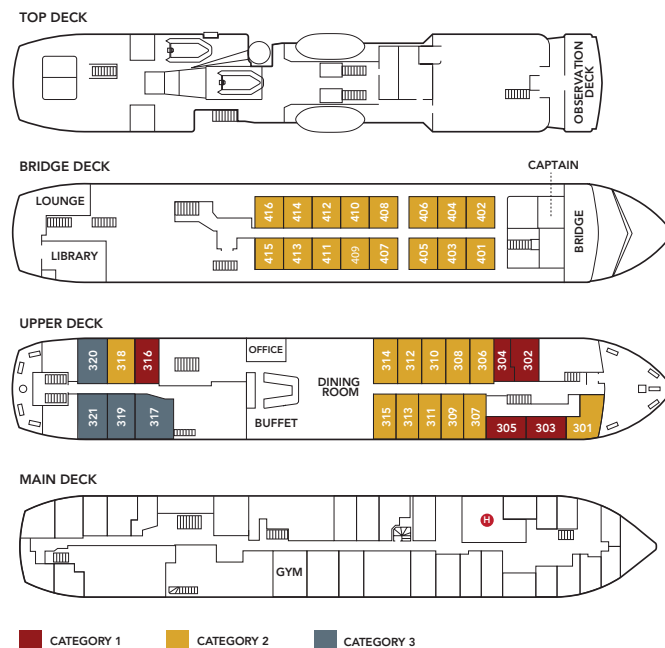 TOP DECK
OBSERVATION
DECK
BRIDGE DECK
CAPTAIN
LOUNGE
416 414 412 410 408 406 404 402
BRIDGE
LIBRARY
415 413 411 409 407 405 403 401
UPPER DECK
320 318 316
OFFICE
314 312 310 308 306 304 302
DINING
ROOM
BUFFET
321 319 317
315 313 311 309 307 305 303 301
MAIN DECK
H
GYM
CATEGORY 1 CATEGORY 2 CATEGORY 3